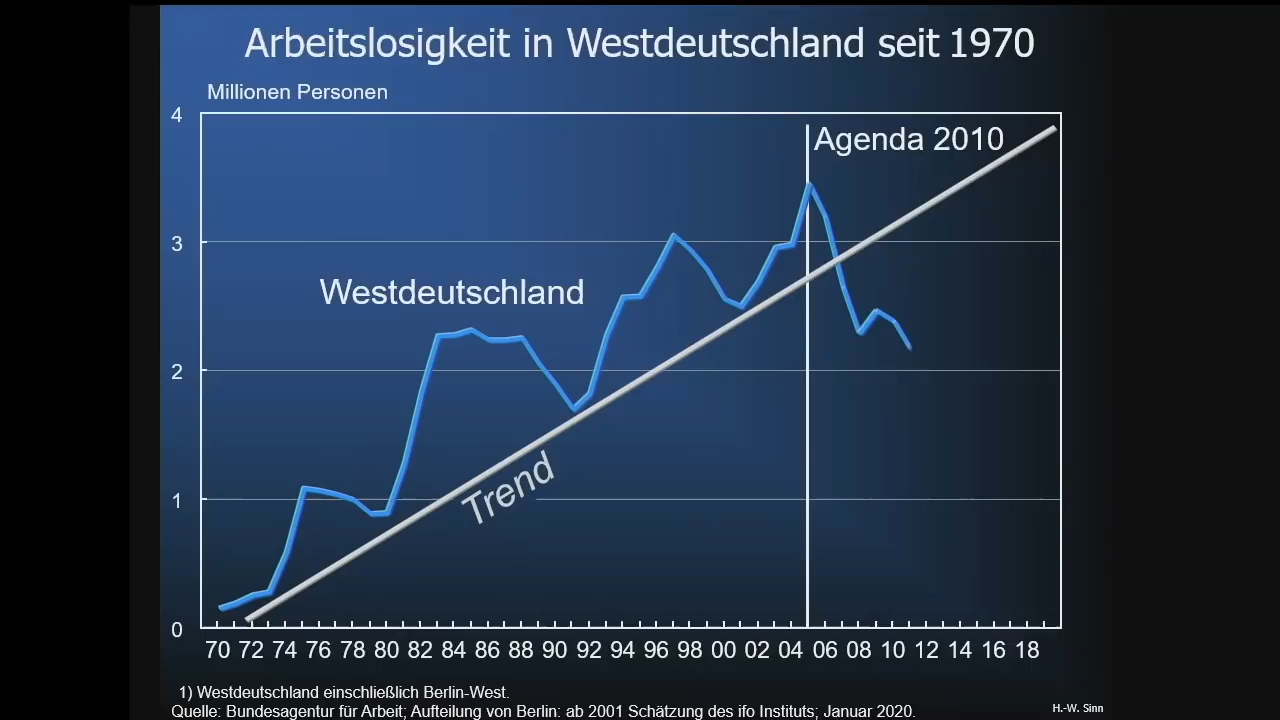 Arbeitslosigkeit in Westdeutschland seit 1970
Millionen Personen
4
Agenda 2010
3
Westdeutschland
2
Trend
1
0
70 72 74 76 78 80 82 84 86 88 90 92 94 96 98 00 02 04 06 08 10 12 14 16 18
1) Westdeutschland einschließlich Berlin-West.
Quelle: Bundesagentur für Arbeit; Aufteilung von Berlin: ab 2001 Schätzung des ifo Instituts; Januar 2020.
H.-W. Sinn